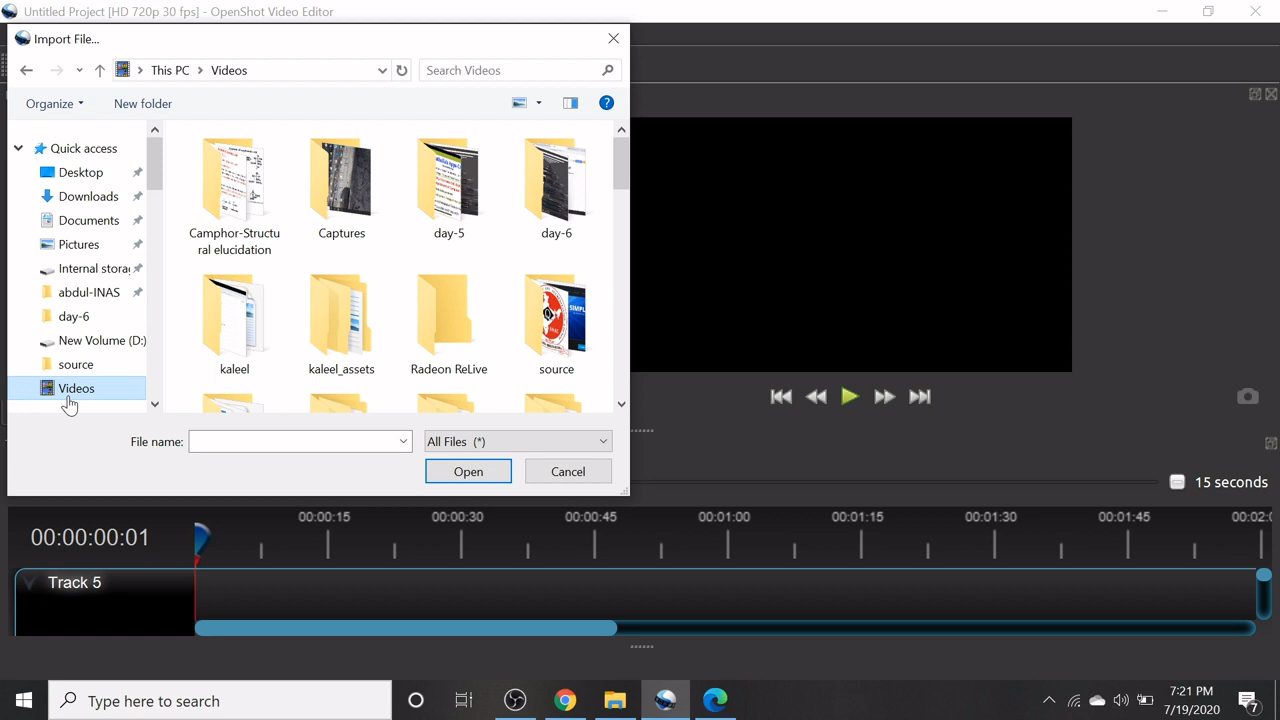 Untitled Project [HD 720p 30 fps] - OpenShot Video Editor
Import File...
This PC
Videos
Search Videos
Organize
New folder
Quick access
Desktop
Downloads
Documents
Pictures
Internal storag
abdul-INAS
day-6
New Volume (D:)
source
Videos
Camphor-Structu
ral elucidation
Captures
day-5
day-6
kaleel
kaleel_assets
Radeon ReLive
source
File name:
All Files (*)
Open
Cancel
15 seconds
00:00:00:01
00:00:15
00:00:30
00:00:45
00:01:00
00:01:15
00:01:30
00:01:45
00:02:0
Track 5
Type here to search
7:21 PM
7/19/2020
7